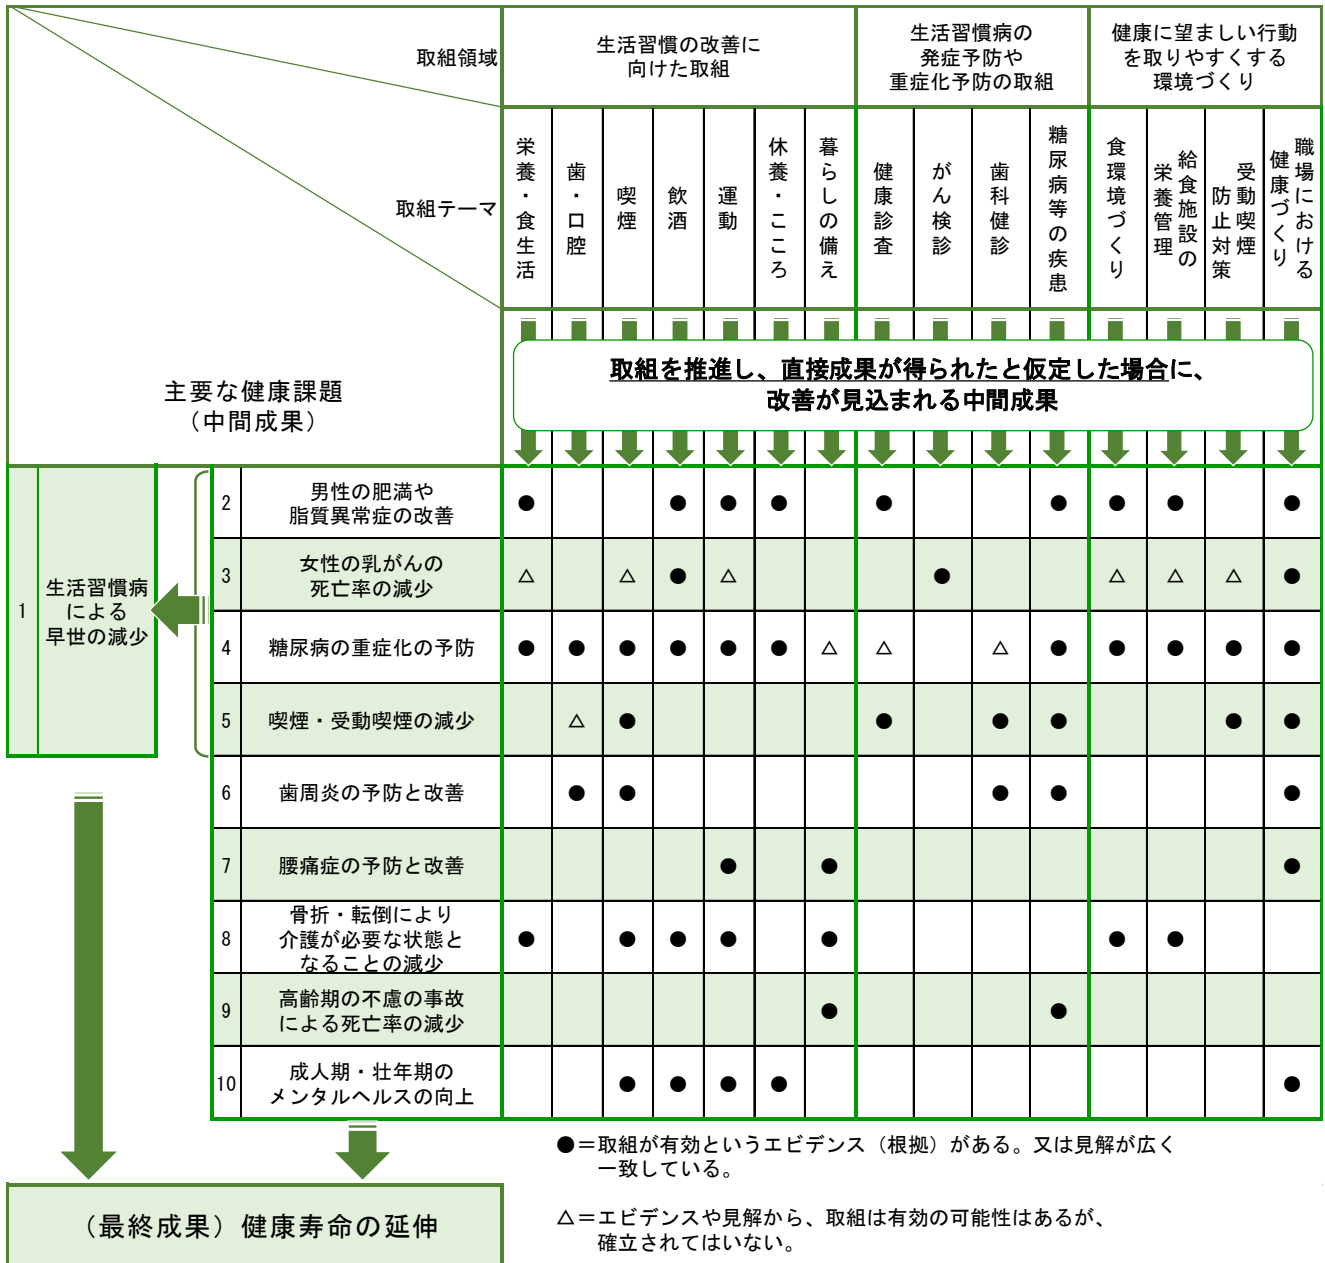 取組領域
生活習慣の改善に
向けた取組
生活習慣病の
発症予防や
重症化予防の取組
健康に望ましい行動
を取りやすくする
環境づくり
取組テーマ
栄養・食生活
歯・口腔
喫煙
飲酒
運動
休養・こころ
暮らしの備え
健康診査
がん検診
歯科健診
糖尿病等の疾患
食環境づくり
給食施設の
栄養管理
受動喫煙
防止対策
職場における
健康づくり
取組を推進し、直接成果が得られたと仮定した場合に、
改善が見込まれる中間成果
主要な健康課題
（中間成果）
1
生活習慣病
による
早世の減少
2
男性の肥満や
脂質異常症の改善
● ● ● ● ● ● ● ● ●
3
女性の乳がんの
死亡率の減少
△ △ ● △ ● △ △ △ ●
4
糖尿病の重症化の予防
● ● ● ● ● ● △ △ △ ● ● ● ● ●
5
喫煙・受動喫煙の減少
△ ● ● ● ● ● ●
6
歯周炎の予防と改善
● ● ● ● ●
7
腰痛症の予防と改善
● ● ●
8
骨折・転倒により
介護が必要な状態と
なることの減少
● ● ● ● ● ● ●
9
高齢期の不慮の事故
による死亡率の減少
● ●
10
成人期・壮年期の
メンタルヘルスの向上
● ● ● ● ●
●＝取組が有効というエビデンス（根拠）がある。又は見解が広く
一致している。
△＝エビデンスや見解から、取組は有効の可能性はあるが、
確立されてはいない。
（最終成果）健康寿命の延伸